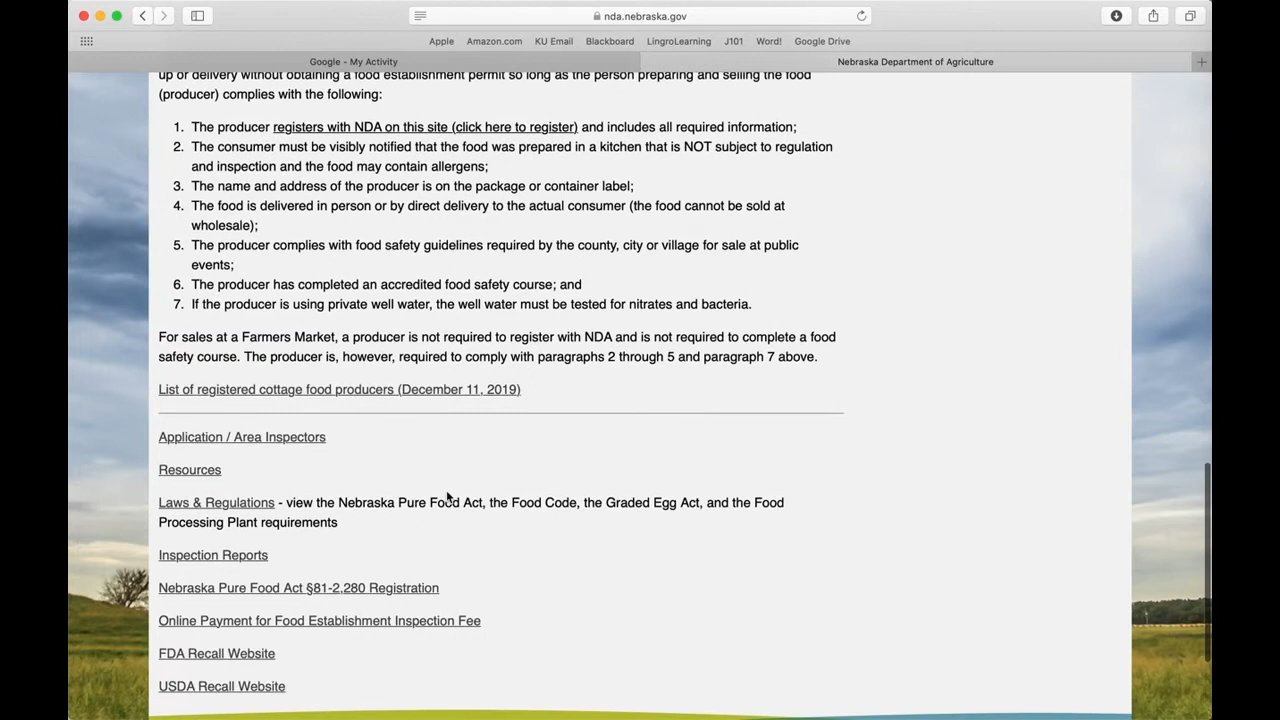 nda.nebraska.gov
Apple Amazon.com KU Email Blackboard LingroLearning J101 Word! Google Drive
Google - My Activity Nebraska Department of Agriculture
up or delivery without obtaining a food establishment permit so long as the person preparing and selling the food
(producer) complies with the following:
1. The producer registers with NDA on this site (click here to register) and includes all required information;
2. The consumer must be visibly notified that the food was prepared in a kitchen that is NOT subject to regulation
and inspection and the food may contain allergens;
3. The name and address of the producer is on the package or container label;
4. The food is delivered in person or by direct delivery to the actual consumer (the food cannot be sold at
wholesale);
5. The producer complies with food safety guidelines required by the county, city or village for sale at public
events;
6. The producer has completed an accredited food safety course; and
7. If the producer is using private well water, the well water must be tested for nitrates and bacteria.
For sales at a Farmers Market, a producer is not required to register with NDA and is not required to complete a food
safety course. The producer is, however, required to comply with paragraphs 2 through 5 and paragraph 7 above.
List of registered cottage food producers (December 11, 2019)
Application / Area Inspectors
Resources
Laws & Regulations - view the Nebraska Pure Food Act, the Food Code, the Graded Egg Act, and the Food
Processing Plant requirements
Inspection Reports
Nebraska Pure Food Act §81-2,280 Registration
Online Payment for Food Establishment Inspection Fee
FDA Recall Website
USDA Recall Website